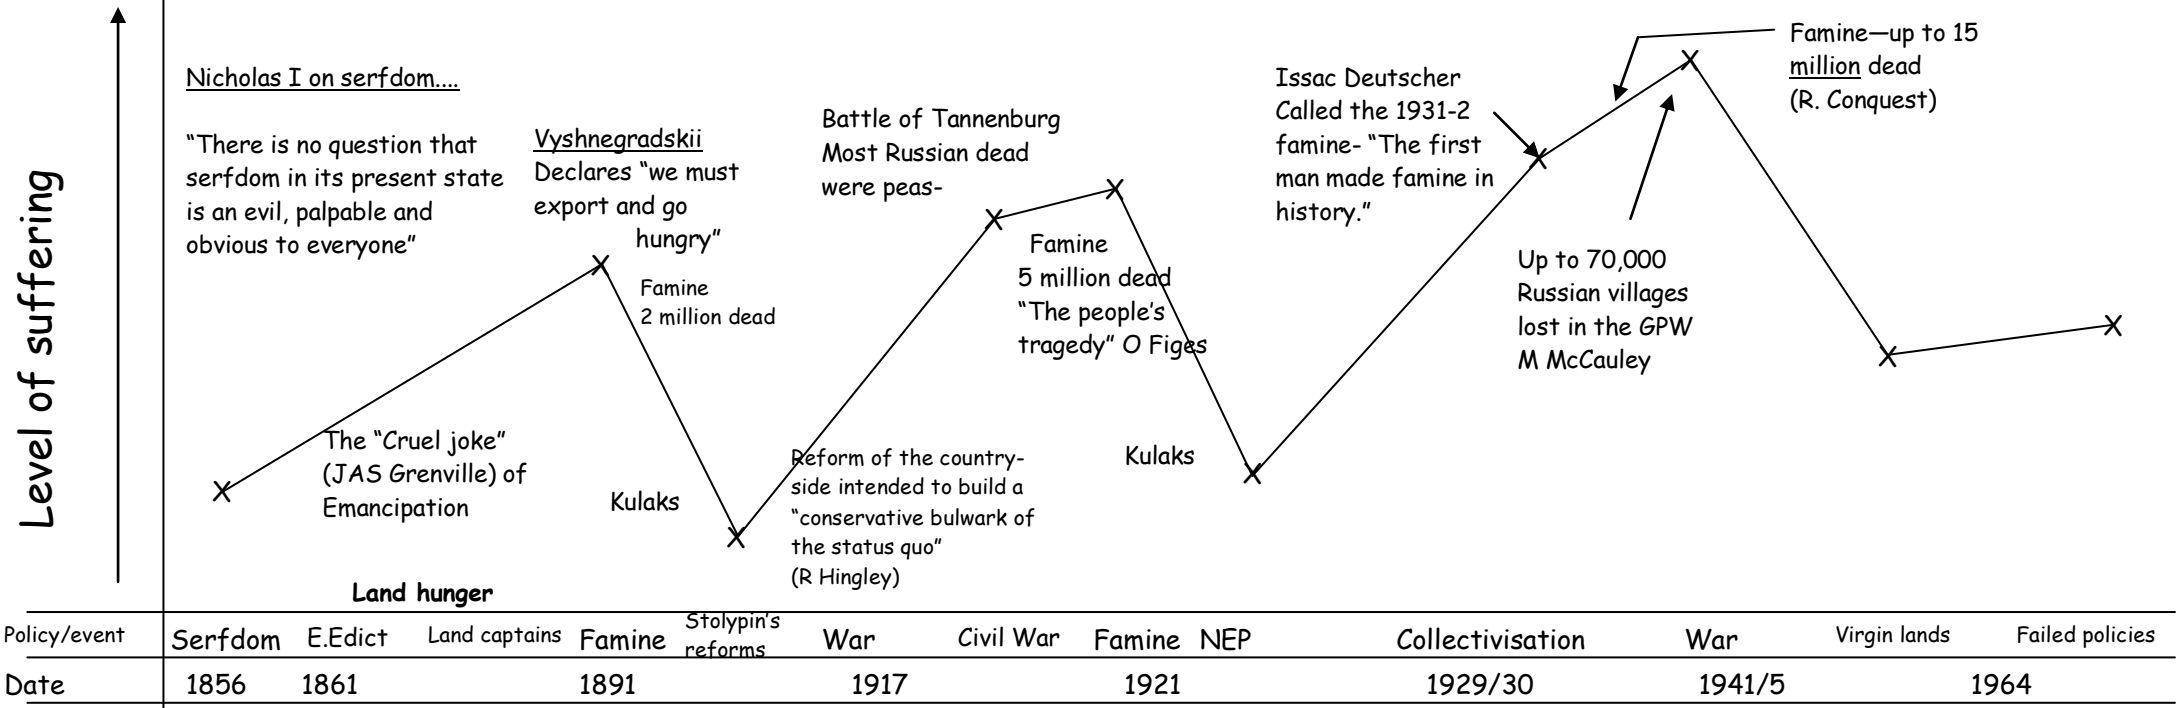 Level of suffering
Nicholas I on serfdom....
“There is no question that
serfdom in its present state
is an evil, palpable and
obvious to everyone”
Vyshnegradskii
Declares “we must
export and go
hungry”
Famine
2 million dead
The “Cruel joke”
(JAS Grenville) of
Emancipation
Kulaks
Land hunger
Battle of Tannenburg
Most Russian dead
were peas-
Reform of the country-
side intended to build a
“conservative bulwark of
the status quo”
(R Hingley)
Famine
5 million dead
“The people’s
tragedy” O Figes
Kulaks
Issac Deutscher
Called the 1931-2
famine- “The first
man made famine in
history.”
Famine—up to 15
million dead
(R. Conquest)
Up to 70,000
Russian villages
lost in the GPW
M McCauley
Policy/event
Serfdom
E.Edict
Land captains
Famine
Stolypin’s
reforms
War
Civil War
Famine
NEP
Collectivisation
War
Virgin lands
Failed policies
Date
1856
1861
1891
1917
1921
1929/30
1941/5
1964